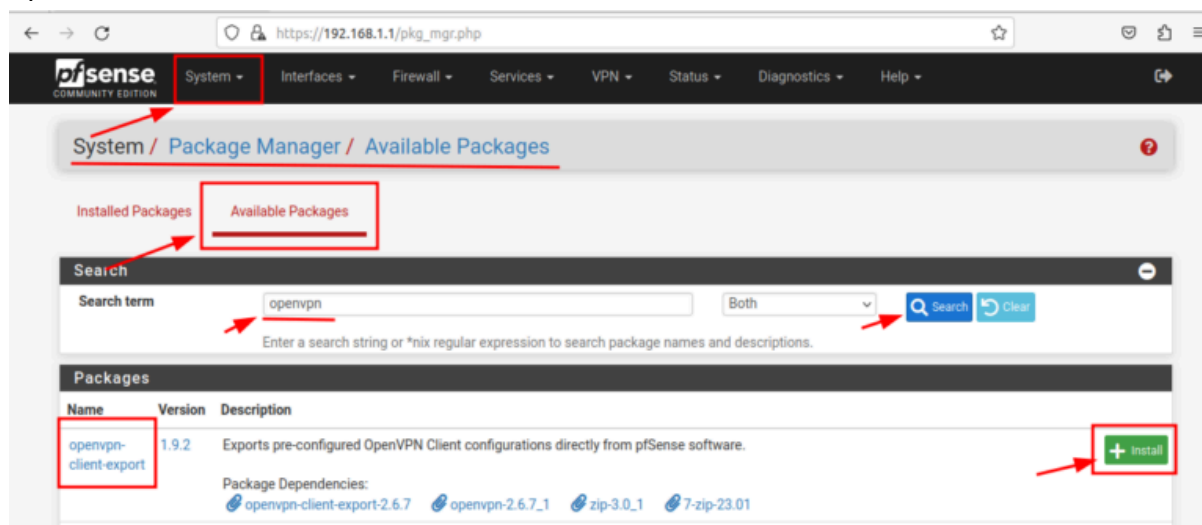 https://192.168.1.1/pkg_mgr.php
pfsense System Interfaces Firewall Services VPN Status Diagnostics Help
COMMUNITY EDITION
System / Package Manager / Available Packages
Installed Packages Available Packages
Search
Search term openvpn Both Search Clear
Enter a search string or *nix regular expression to search package names and descriptions.
Packages
Name Version Description
openvpn- 1.9.2 Exports pre-configured OpenVPN Client configurations directly from pfSense software. Install
client-export
Package Dependencies:
openvpn-client-export-2.6.7 openvpn-2.6.7_1 zip-3.0_1 7-zip-23.01